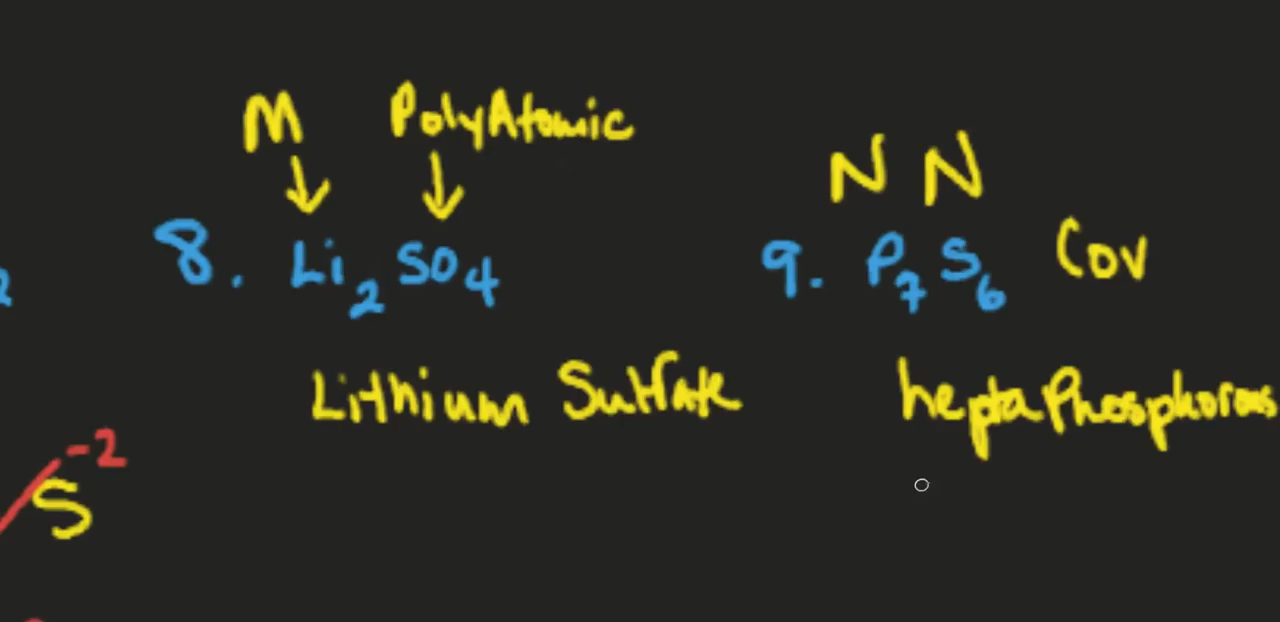 M PolyAtomic
N N
8. Li2SO4
9. P7S6 Cov
Lithium Sulfate
heptaPhosphorous
S-2